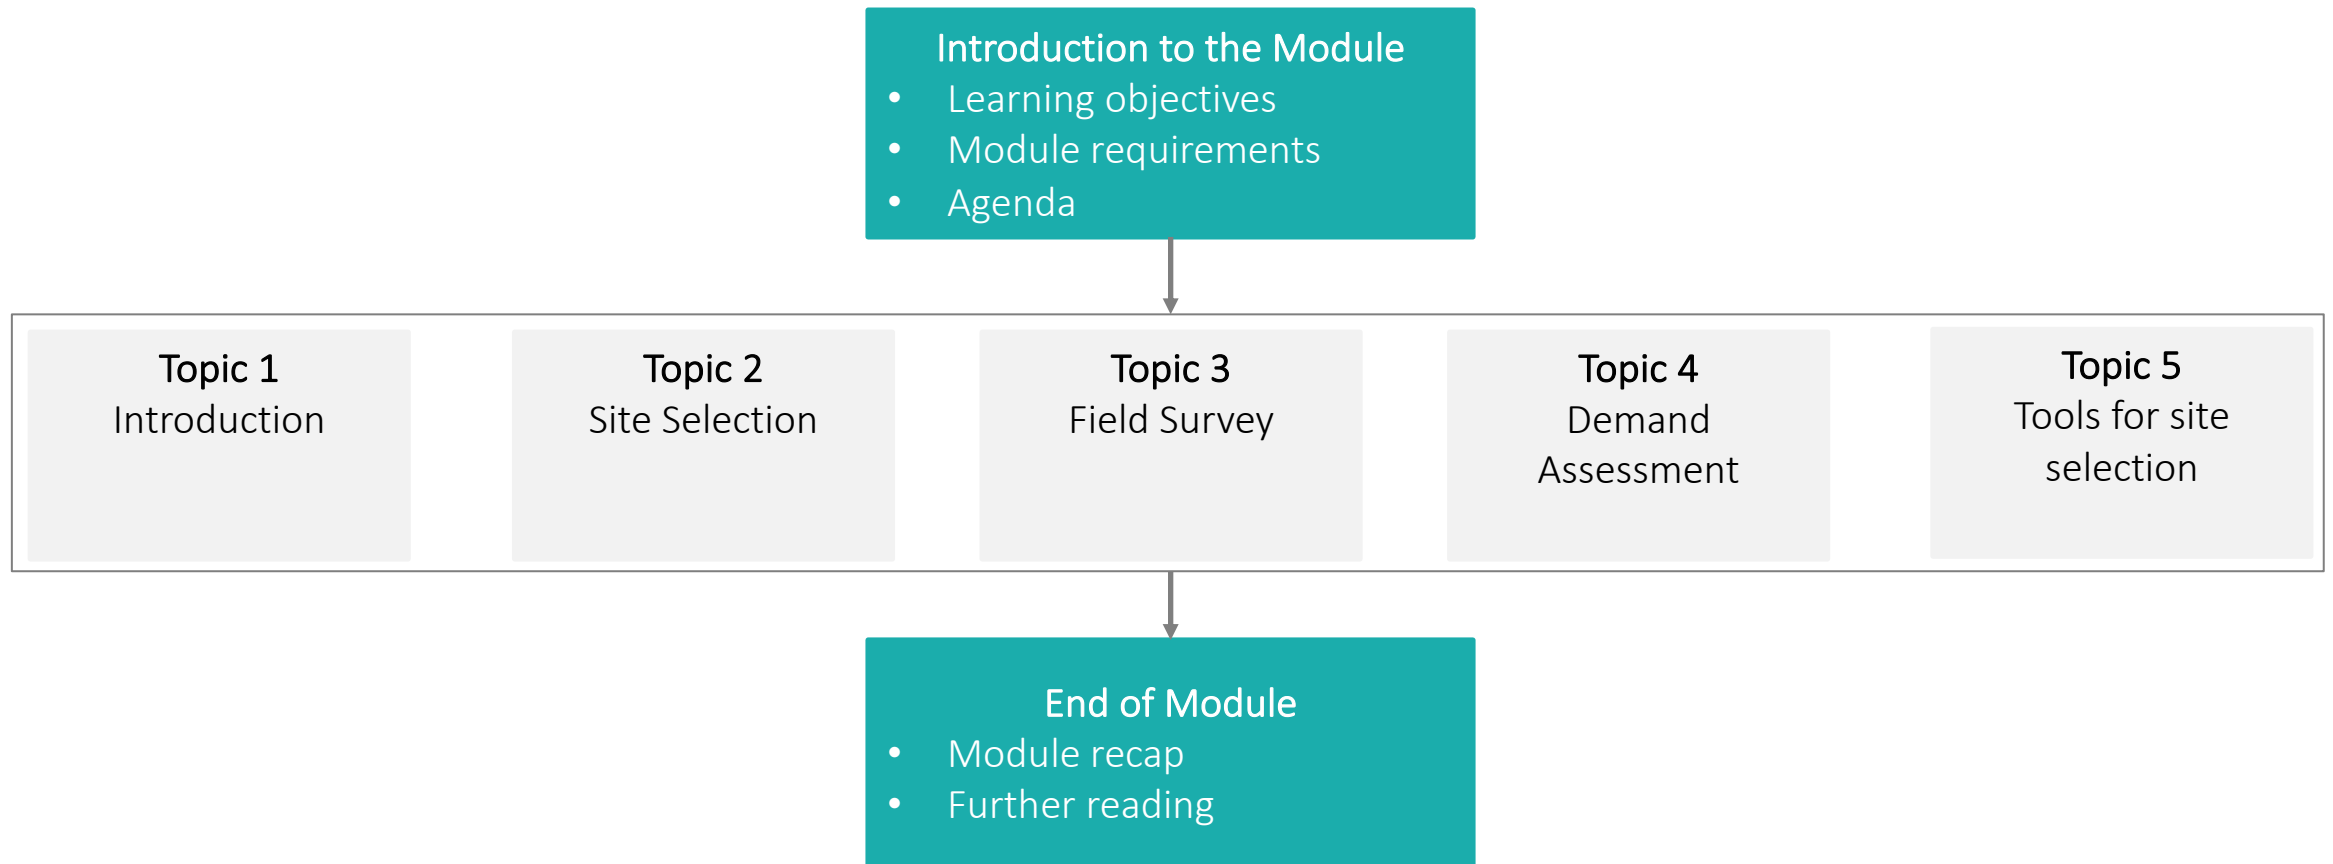 Introduction to the Module
• Learning objectives
• Module requirements
• Agenda
Topic 1
Introduction
Topic 2
Site Selection
Topic 3
Field Survey
Topic 4
Demand
Assessment
Topic 5
Tools for site
selection
End of Module
• Module recap
• Further reading